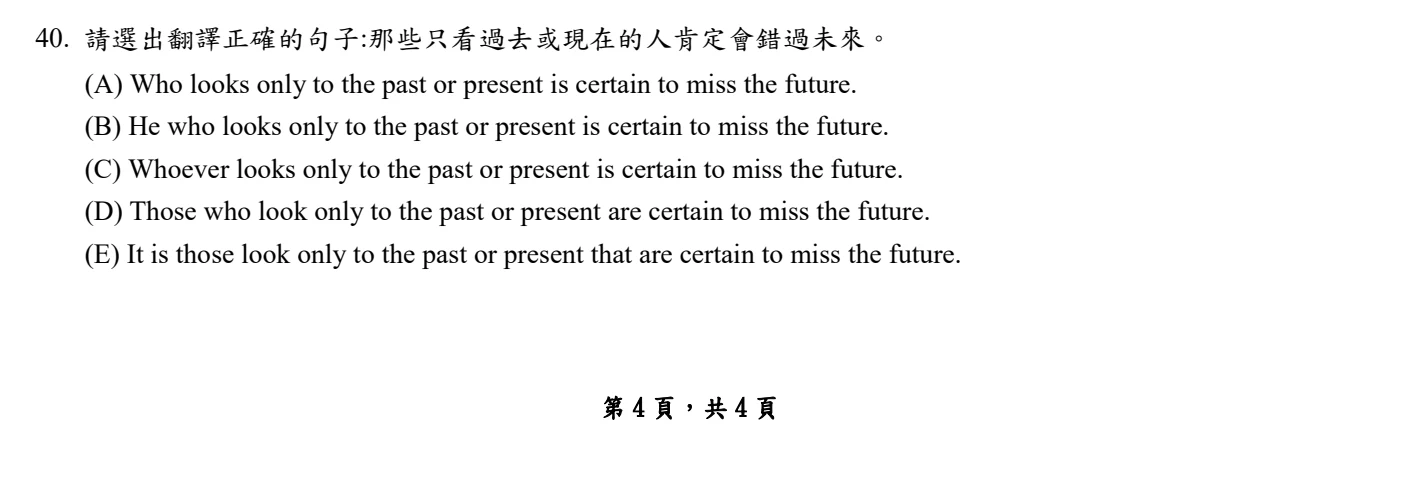 40. 請選出翻譯正確的句子:那些只看過去或現在的人肯定會錯過未來。
(A) Who looks only to the past or present is certain to miss the future.
(B) He who looks only to the past or present is certain to miss the future.
(C) Whoever looks only to the past or present is certain to miss the future.
(D) Those who look only to the past or present are certain to miss the future.
(E) It is those look only to the past or present that are certain to miss the future.
第 4 頁，共 4 頁